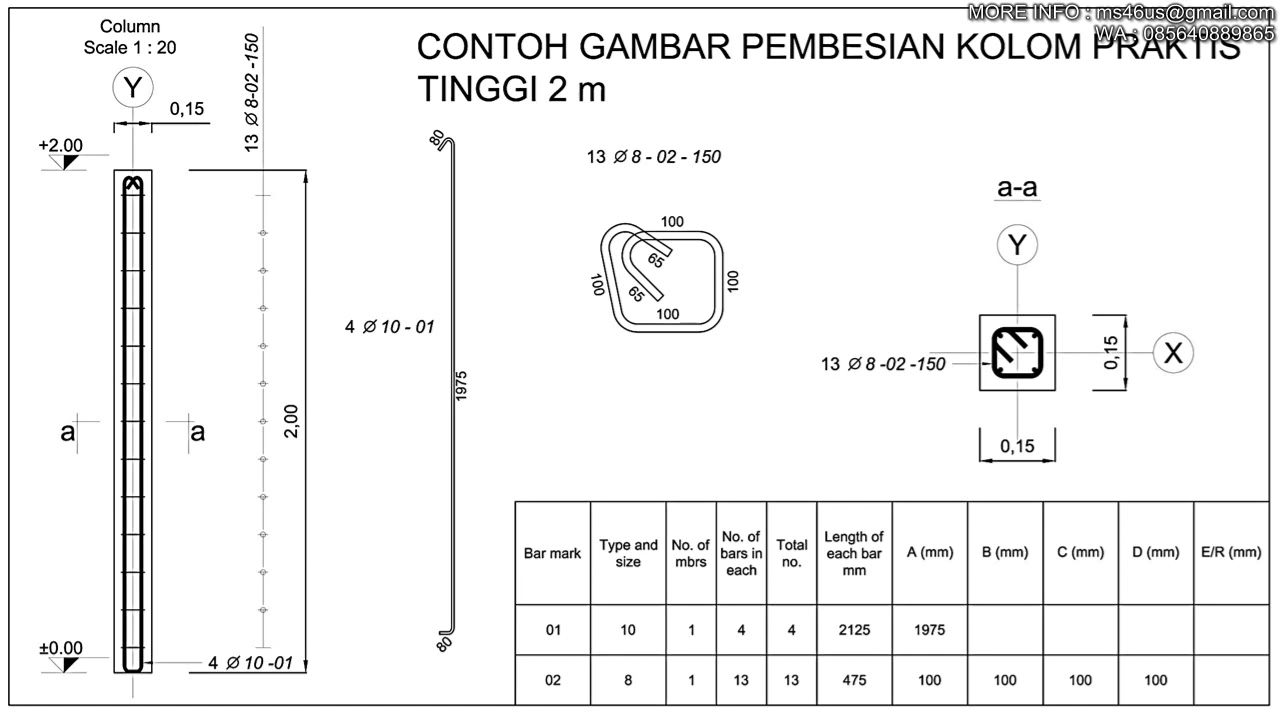 MORE INFO : ms46us@gmail.com
WA : 085640889865
CONTOH GAMBAR PEMBESIAN KOLOM PRAKTIS
TINGGI 2 m
Column
Scale 1 : 20
Y
0,15
13 Ø 8-02 -150
+2.00
a
a
2,00
±0.00
4 Ø 10 -01
80
4 Ø 10 - 01
1975
80
13 Ø 8 - 02 - 150
100
65
100
65
100
100
a-a
Y
X
0,15
13 Ø 8 -02 -150
0,15
Bar mark
Type and size
No. of mbrs
No. of bars in each
Total no.
Length of each bar mm
A (mm)
B (mm)
C (mm)
D (mm)
E/R (mm)
01 10 1 4 4 2125 1975
02 8 1 13 13 475 100 100 100 100